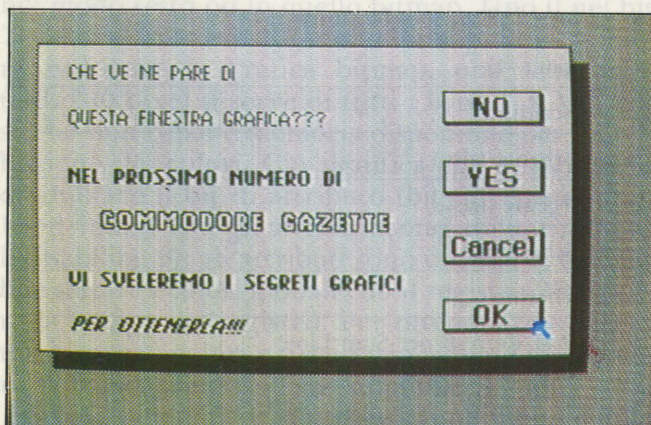 CHE VE NE PARE DI
QUESTA FINESTRA GRAFICA???
NEL PROSSIMO NUMERO DI
COMMODORE GAZETTE
VI SVELEREMO I SEGRETI GRAFICI
PER OTTENERLA!!!
NO
YES
Cancel
OK